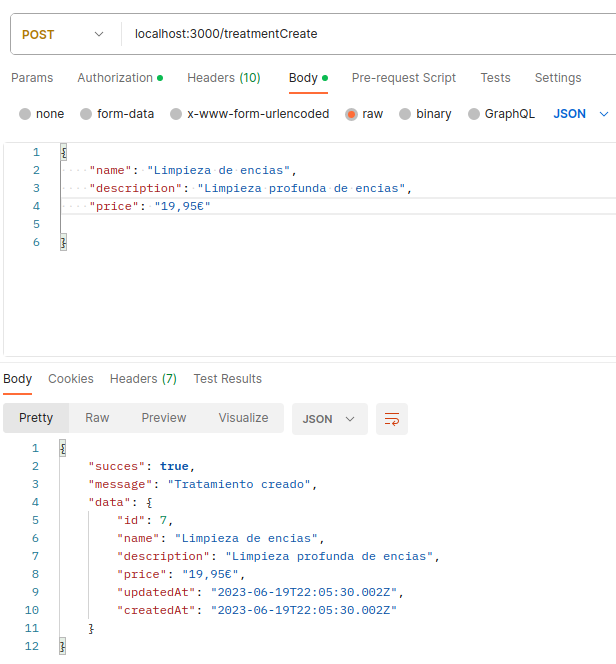 POST localhost:3000/treatmentCreate
Params Authorization Headers (10) Body Pre-request Script Tests Settings
none form-data x-www-form-urlencoded raw binary GraphQL JSON
1 {
2 "name": "Limpieza de encias",
3 "description": "Limpieza profunda de encias",
4 "price": "19,95€"
5
6 }
Body Cookies Headers (7) Test Results
Pretty Raw Preview Visualize JSON
1 {
2 "succes": true,
3 "message": "Tratamiento creado",
4 "data": {
5 "id": 7,
6 "name": "Limpieza de encias",
7 "description": "Limpieza profunda de encias",
8 "price": "19,95€",
9 "updatedAt": "2023-06-19T22:05:30.002Z",
10 "createdAt": "2023-06-19T22:05:30.002Z"
11 }
12 }